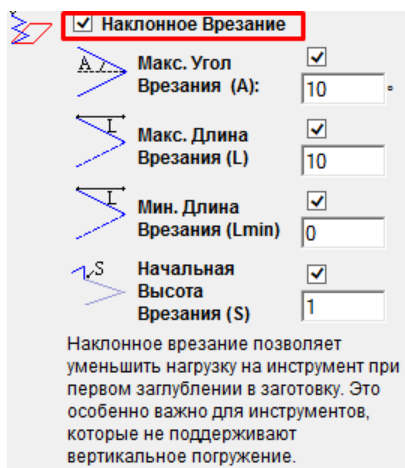 Наклонное Врезание
A
Макс. Угол
Врезания (A):
10 °
L
Макс. Длина
Врезания (L)
10
L
Мин. Длина
Врезания (Lmin)
0
S
Начальная
Высота
Врезания (S)
1
Наклонное врезание позволяет
уменьшить нагрузку на инструмент при
первом заглублении в заготовку. Это
особенно важно для инструментов,
которые не поддерживают
вертикальное погружение.